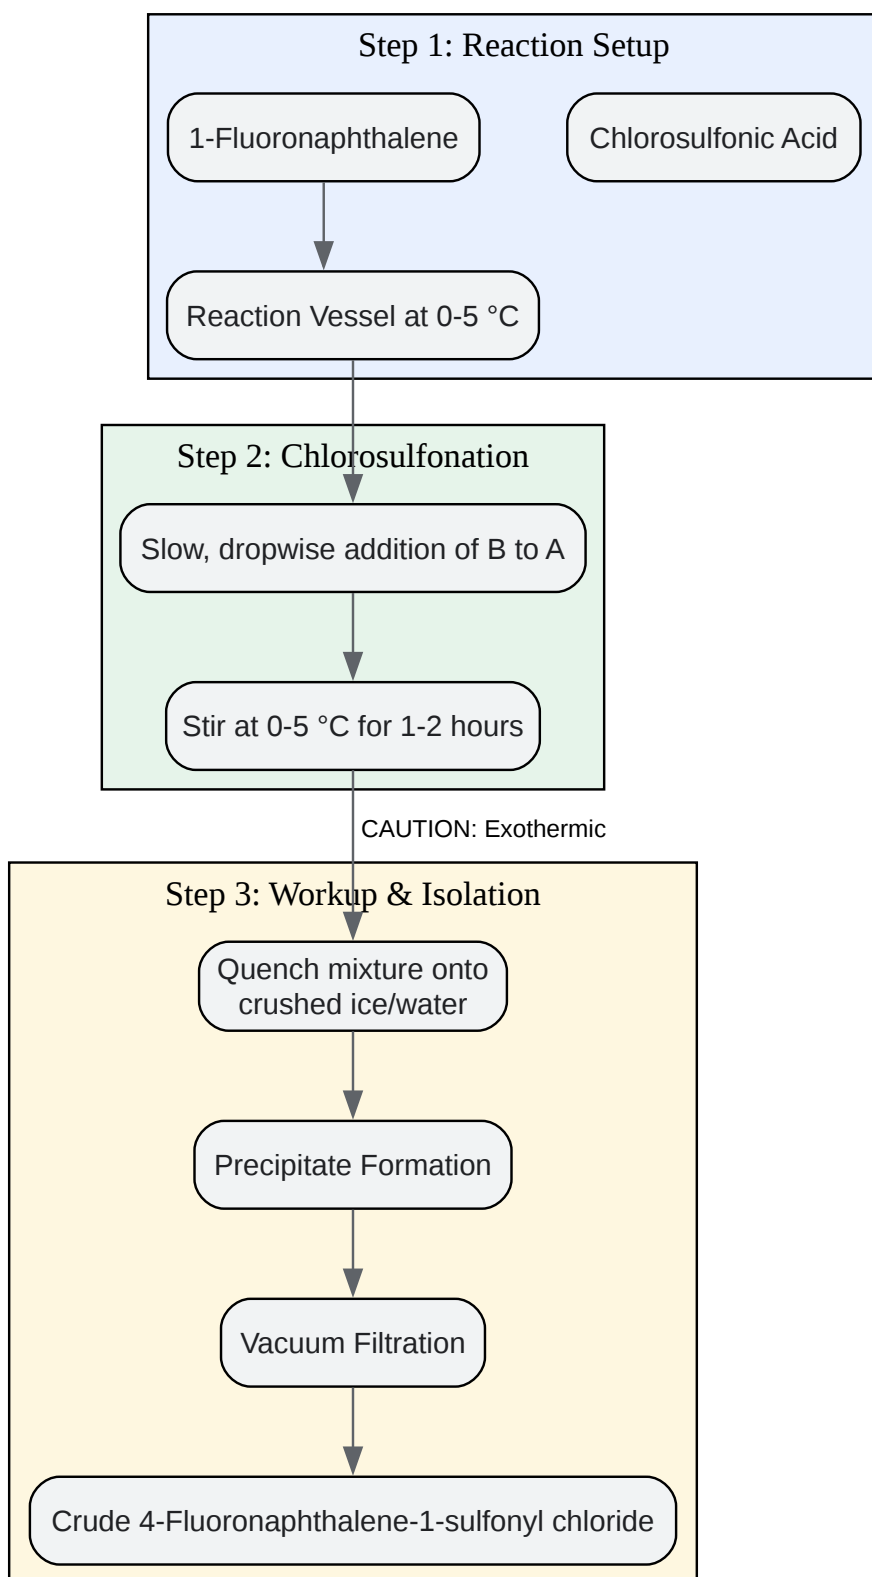 Step 1: Reaction Setup
1-Fluoronaphthalene
Chlorosulfonic Acid
Reaction Vessel at 0-5 °C
Step 2: Chlorosulfonation
Slow, dropwise addition of B to A
Stir at 0-5 °C for 1-2 hours
CAUTION: Exothermic
Step 3: Workup & Isolation
Quench mixture onto
crushed ice/water
Precipitate Formation
Vacuum Filtration
Crude 4-Fluoronaphthalene-1-sulfonyl chloride